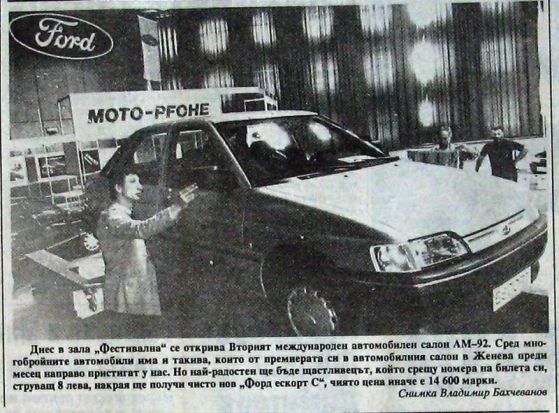 Ford
MOTO-PFOHE
Днес в зала „Фестивална“ се открива Вторият международен автомобилен салон АМ–92. Сред мно-
гобройните автомобили има и такива, които от премиерата си в автомобилния салон в Женева преди
месец направо пристигат у нас. Но най-радостен ще бъде щастливецът, който срещу номера на билета си,
струващ 8 лева, накрая ще получи чисто нов „Форд ескорт С“, чиято цена иначе е 14 600 марки.
Снимка Владимир Бахчеванов